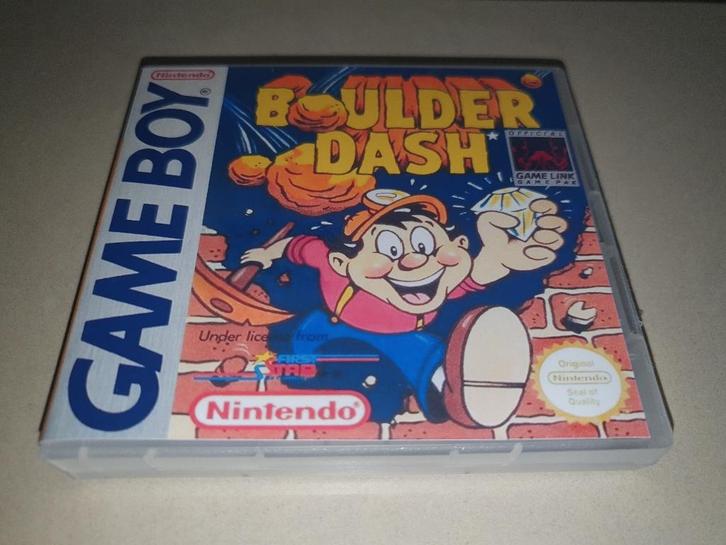 Nintendo
GAME BOY
®
BOULDER
DASH*
OFFICIAL
GAME LINK
GAME PAK
Under license from
FIRST
STAR
Nintendo®
Original
Nintendo
Seal of
Quality